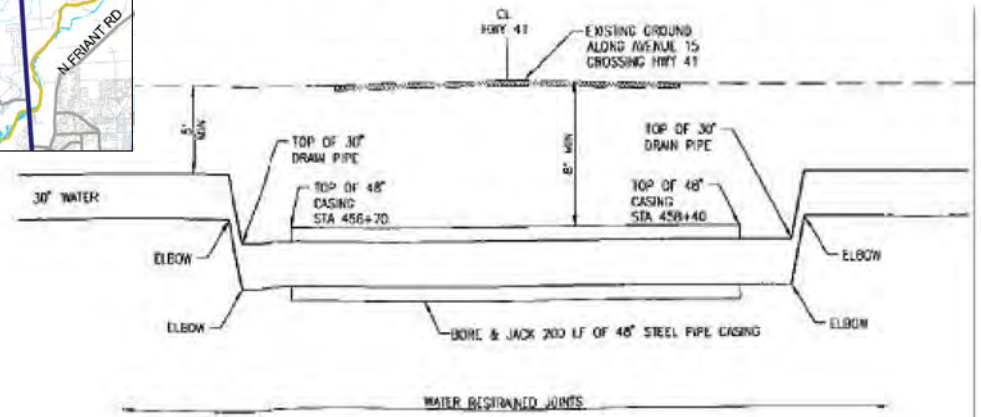 N FRIANT RD
CL
HWY 41
EXISTING GROUND
ALONG AVENUE 15
CROSSING HWY 41
5'
MIN
8' MIN
TOP OF 30"
DRAIN PIPE
TOP OF 30"
DRAIN PIPE
TOP OF 48"
CASING
STA 456+70
TOP OF 48"
CASING
STA 458+40
30" WATER
ELBOW
ELBOW
ELBOW
ELBOW
BORE & JACK 200 LF OF 48" STEEL PIPE CASING
WATER RESTRAINED JOINTS